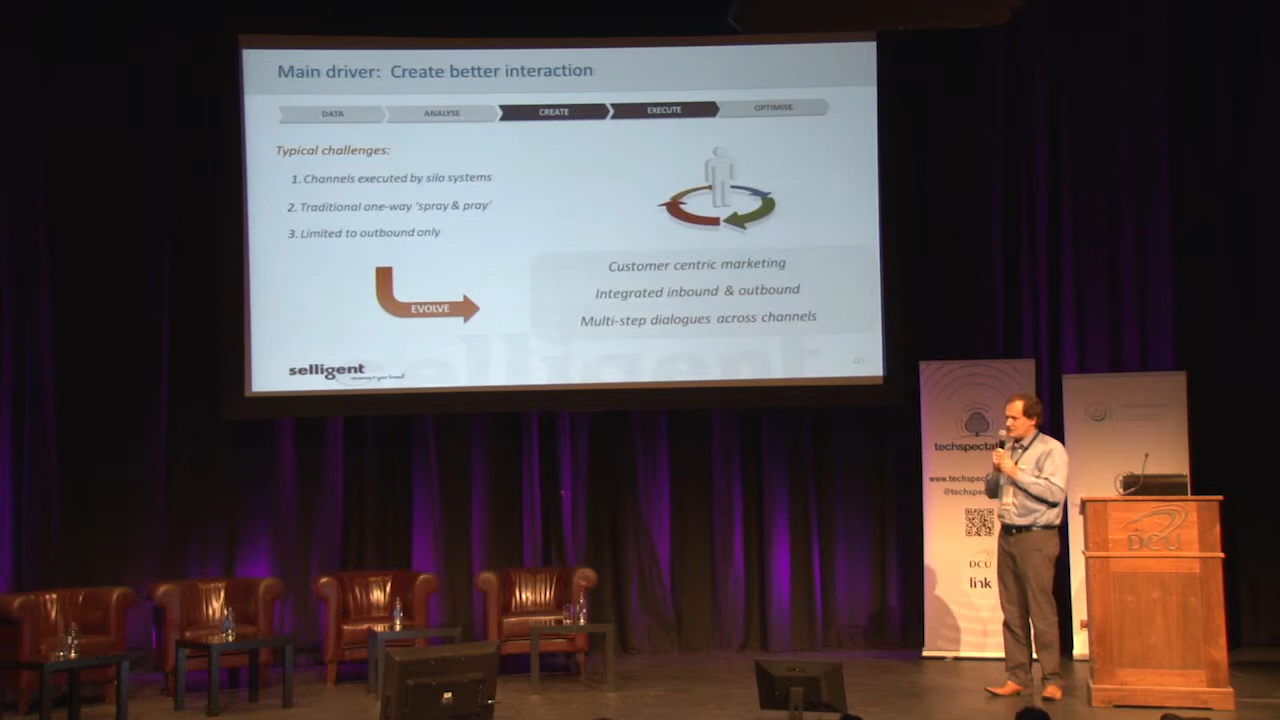 Main driver: Create better interaction
DATA
ANALYSE
CREATE
EXECUTE
OPTIMISE
Typical challenges:
1. Channels executed by silo systems
2. Traditional one-way ‘spray & pray’
3. Limited to outbound only
EVOLVE
Customer centric marketing
Integrated inbound & outbound
Multi-step dialogues across channels
selligent
techspectat
www.techspec
@techspec
DCU
link
DCU